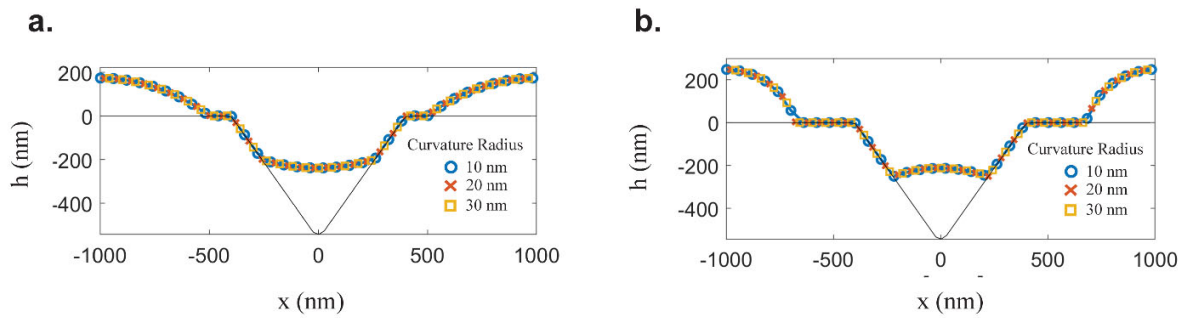 a.
200
0
-200
-400
h (nm)
Curvature Radius
10 nm
20 nm
30 nm
-1000 -500 0 500 1000
x (nm)
b.
200
0
-200
-400
h (nm)
Curvature Radius
10 nm
20 nm
30 nm
-1000 -500 0 500 1000
- -
x (nm)